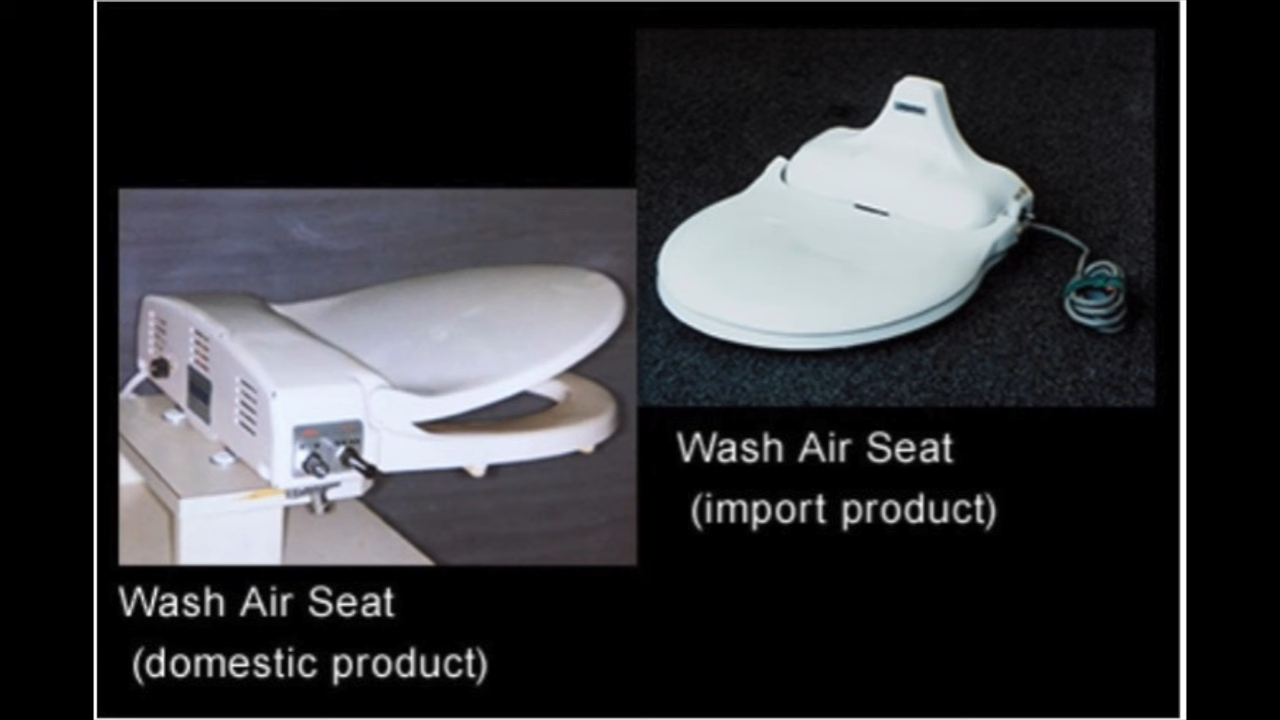 Wash Air Seat
(import product)
Wash Air Seat
(domestic product)